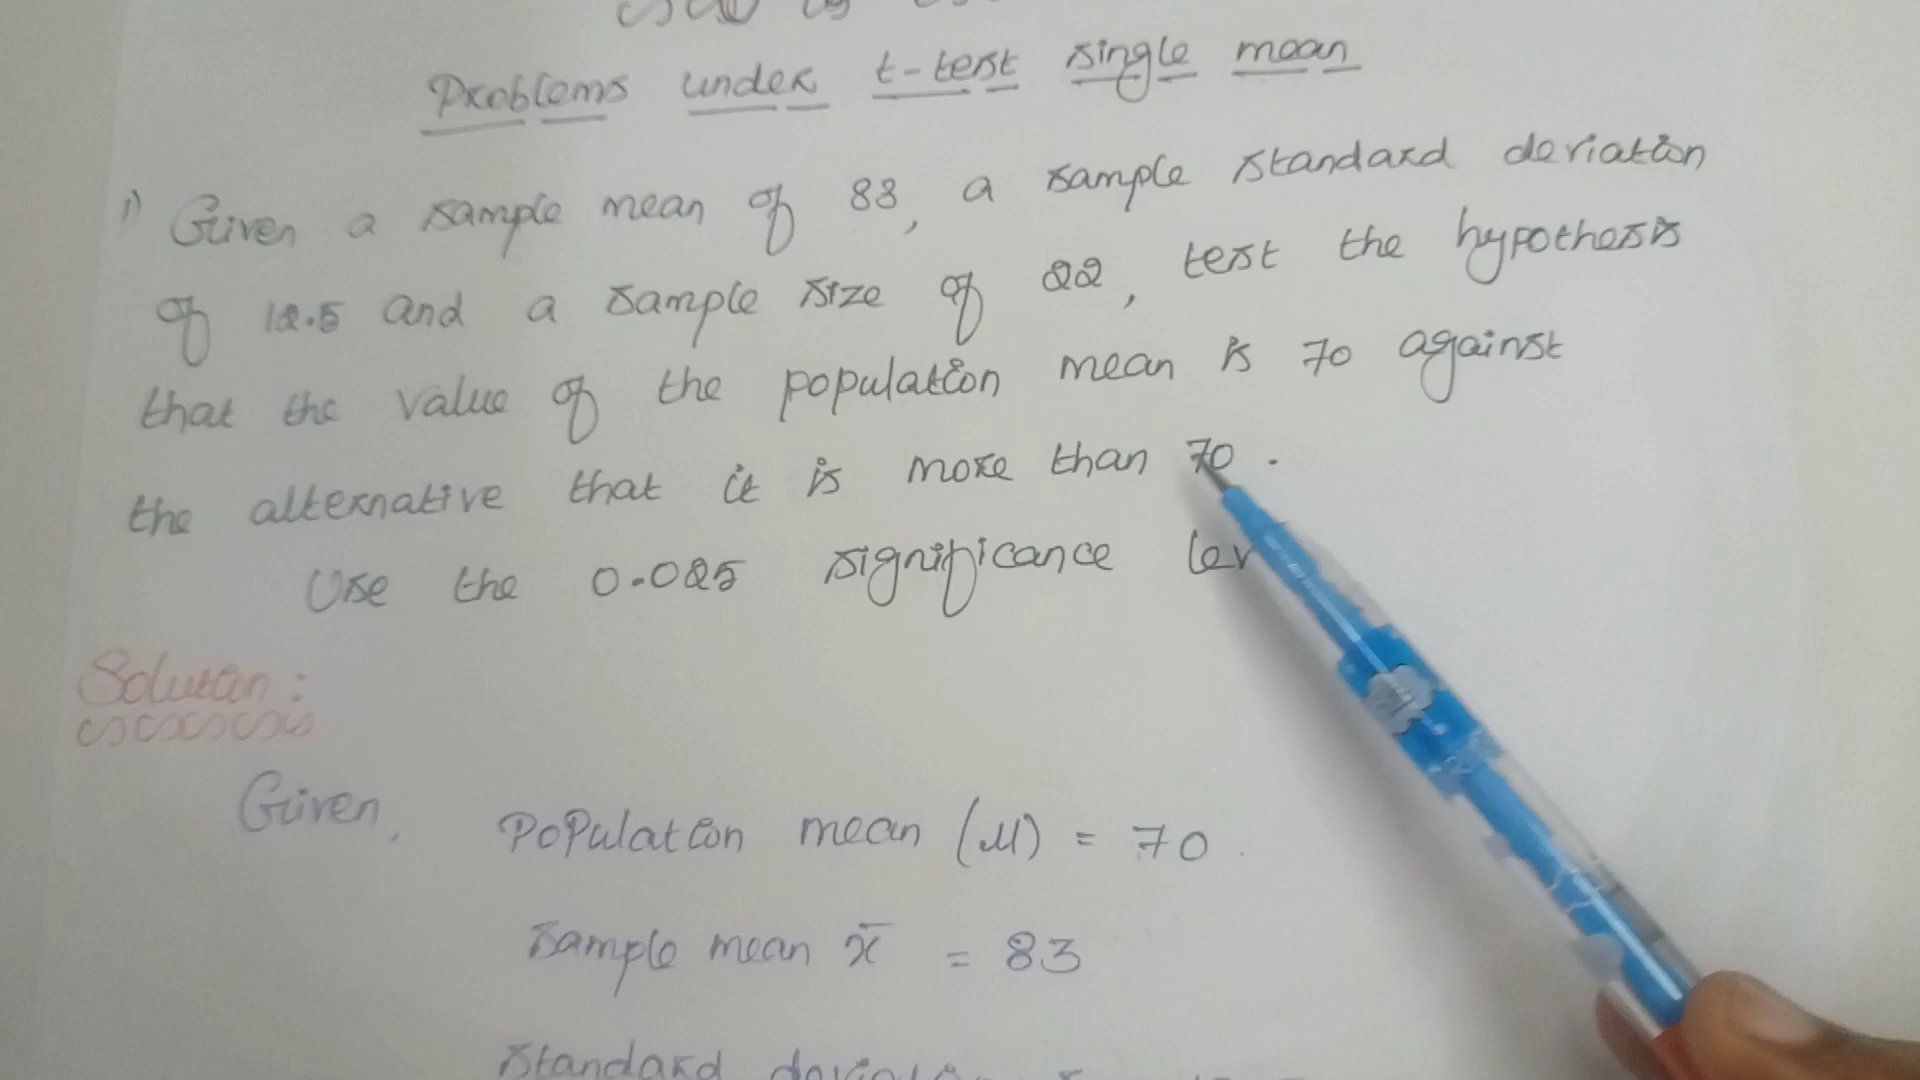 Problems under t-test single mean
1) Given a sample mean of 83, a sample standard deviation
of 12.5 and a sample size of 22, test the hypothesis
that the value of the population mean is 70 against
the alternative that it is more than 70.
Use the 0.025 significance lev
Solution:
Given, Population mean (μ) = 70
Sample mean x̄ = 83
Standard